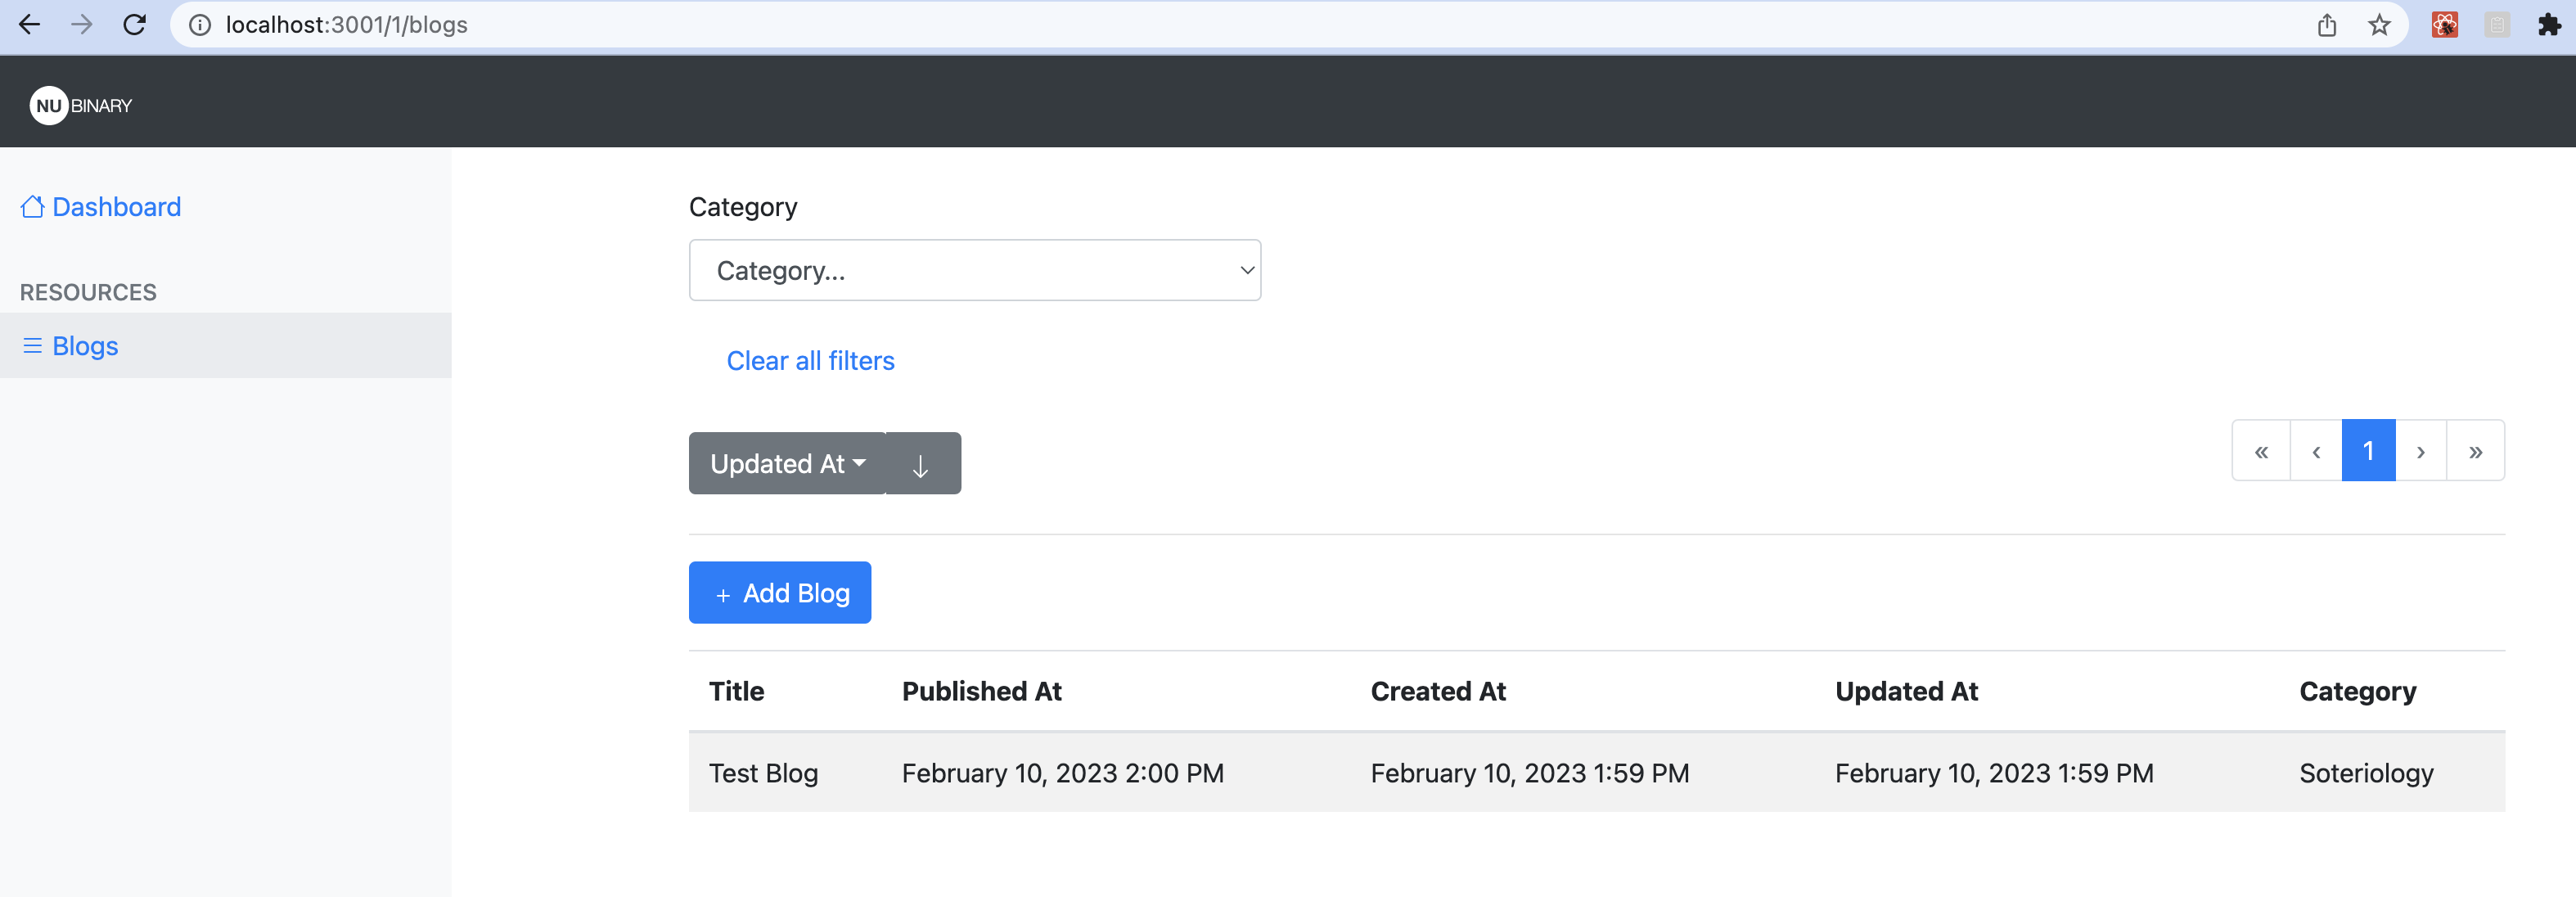 localhost:3001/1/blogs
NU BINARY
Dashboard
RESOURCES
Blogs
Category
Category...
Clear all filters
Updated At
« ‹ 1 › »
+ Add Blog
Title Published At Created At Updated At Category
Test Blog February 10, 2023 2:00 PM February 10, 2023 1:59 PM February 10, 2023 1:59 PM Soteriology